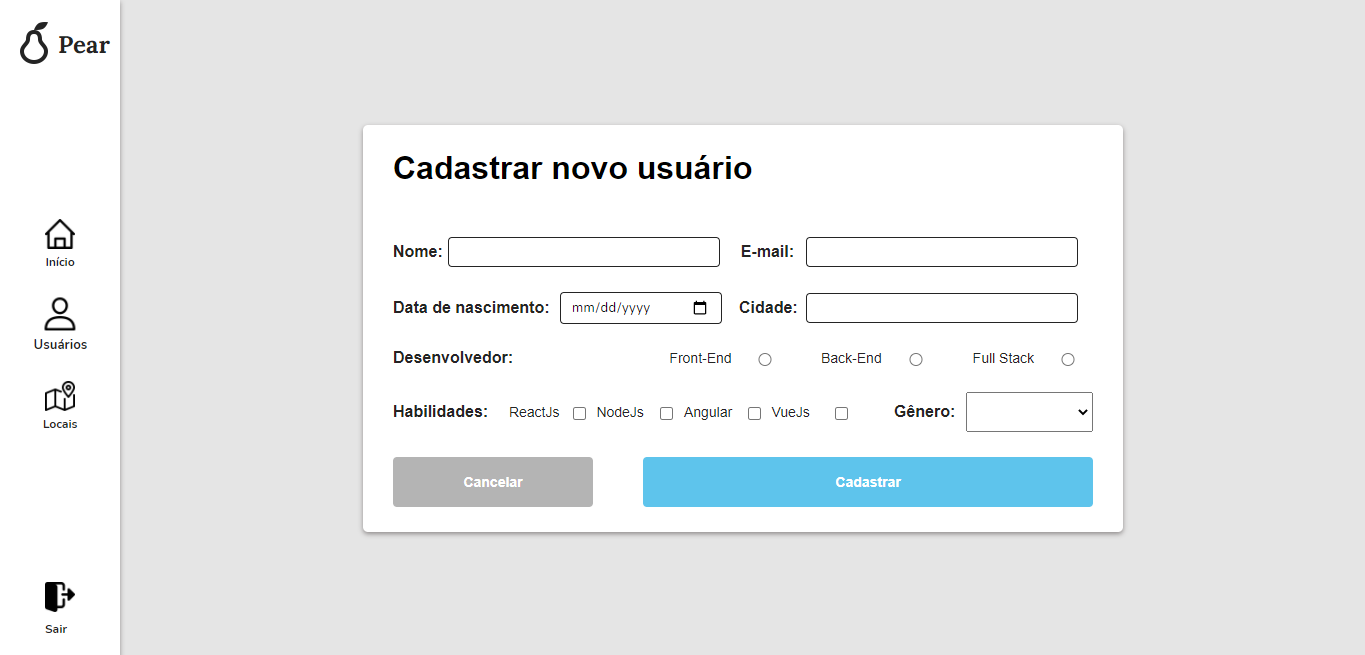 Pear
Início
Usuários
Locais
Sair
Cadastrar novo usuário
Nome: E-mail:
Data de nascimento: mm/dd/yyyy Cidade:
Desenvolvedor: Front-End Back-End Full Stack
Habilidades: ReactJs NodeJs Angular VueJs Gênero:
Cancelar Cadastrar